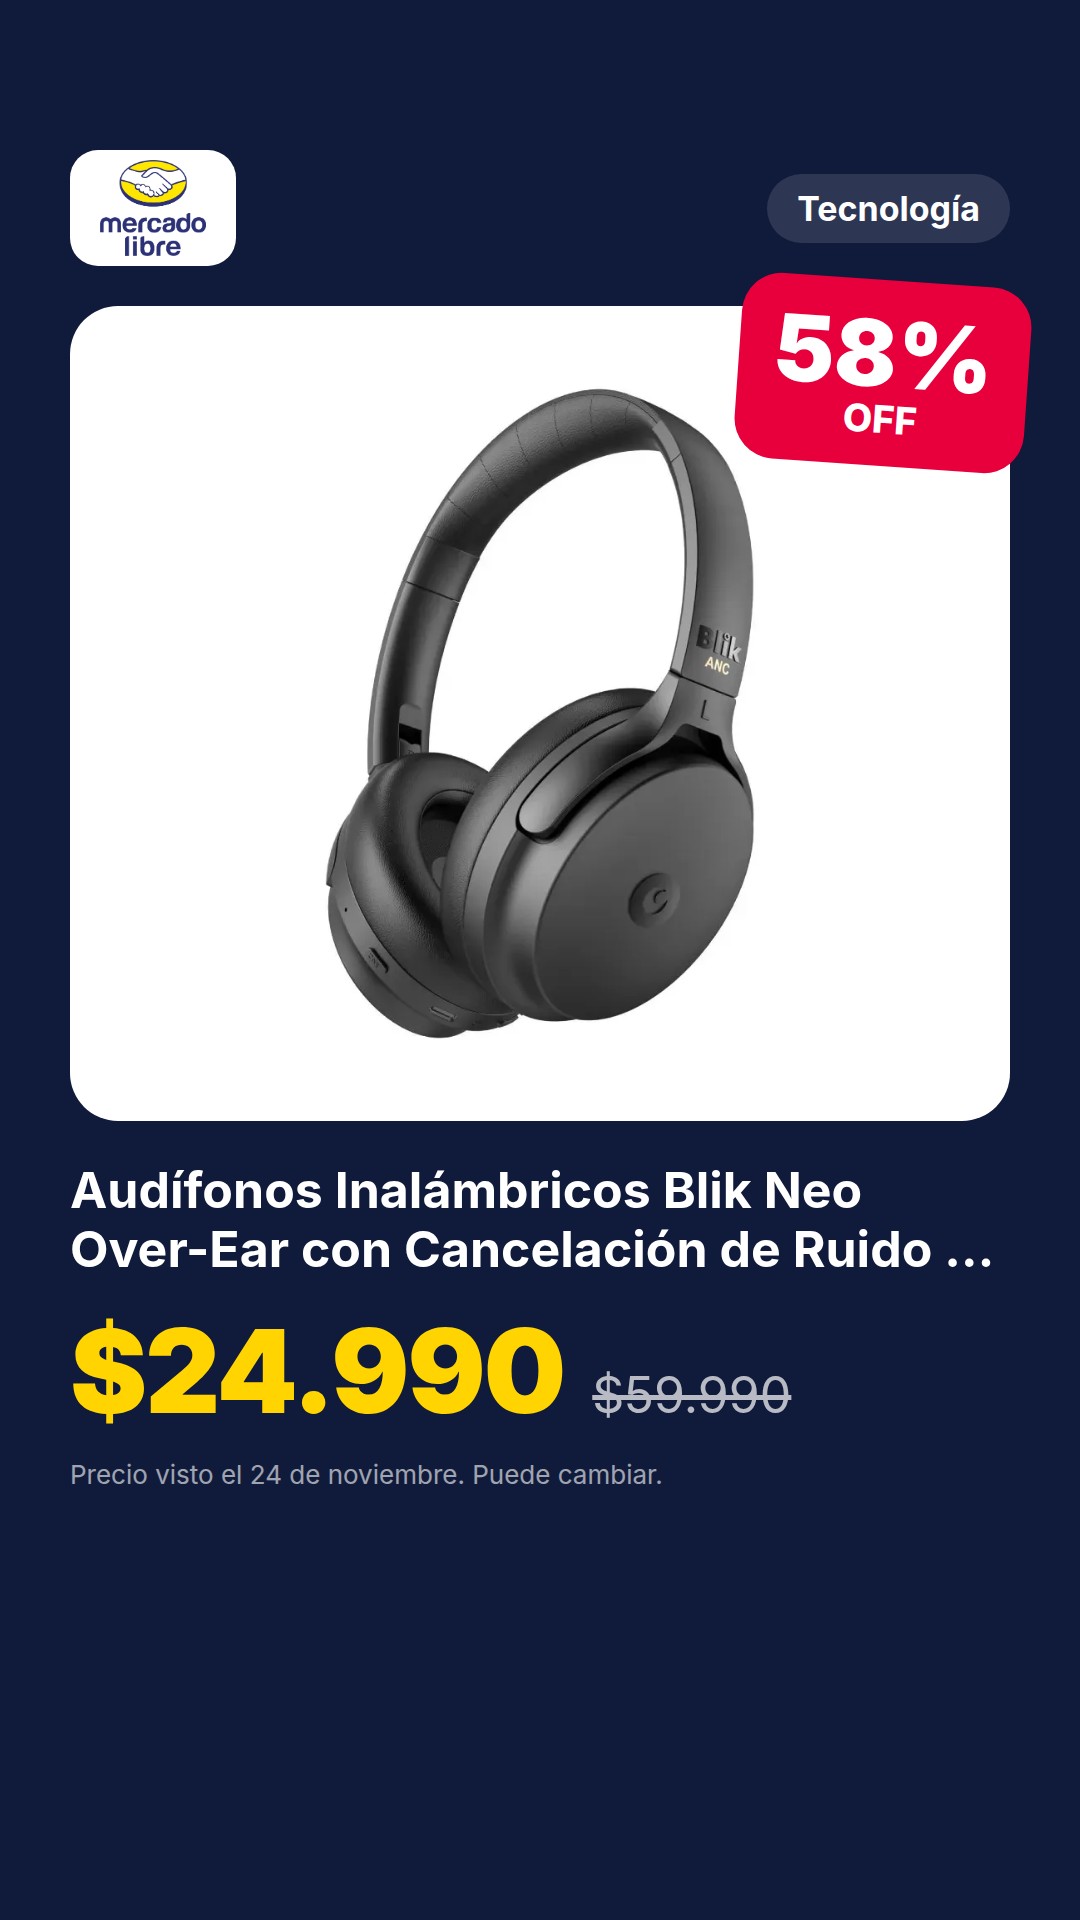 mercado
libre
Tecnología
58%
OFF
Blik
ANC
L
Audífonos Inalámbricos Blik Neo
Over-Ear con Cancelación de Ruido ...
$24.990 $59.990
Precio visto el 24 de noviembre. Puede cambiar.